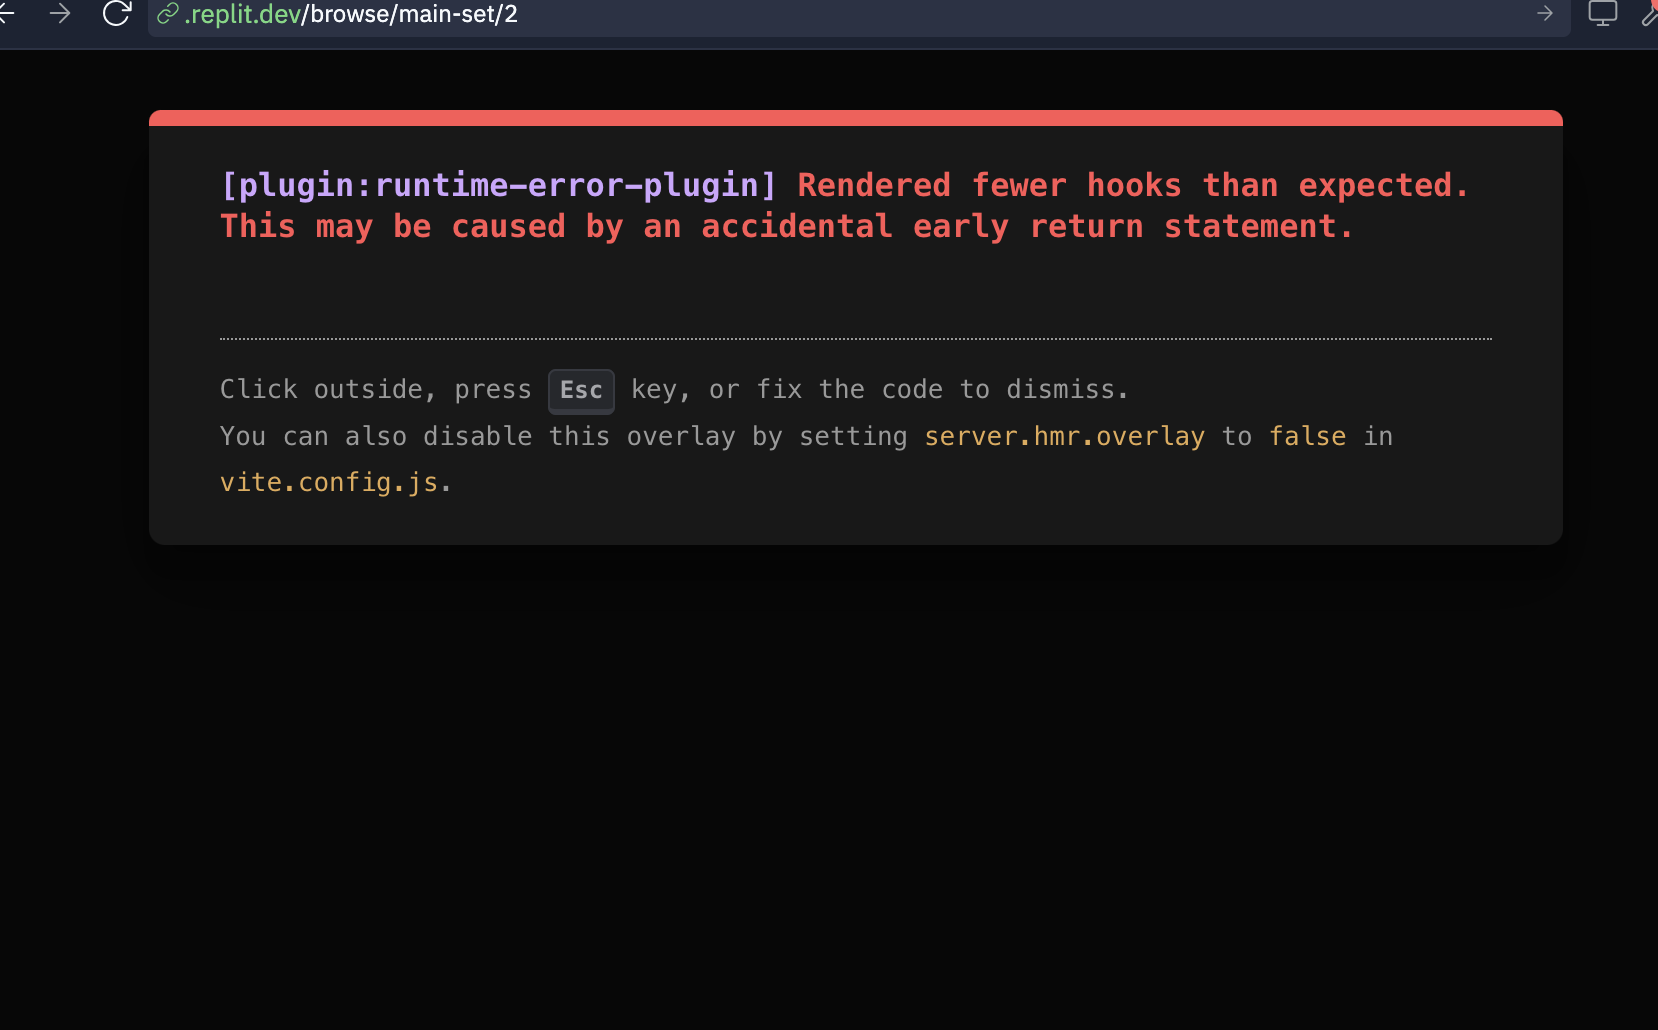 .replit.dev/browse/main-set/2
[plugin:runtime-error-plugin] Rendered fewer hooks than expected.
This may be caused by an accidental early return statement.
Click outside, press Esc key, or fix the code to dismiss.
You can also disable this overlay by setting server.hmr.overlay to false in
vite.config.js.